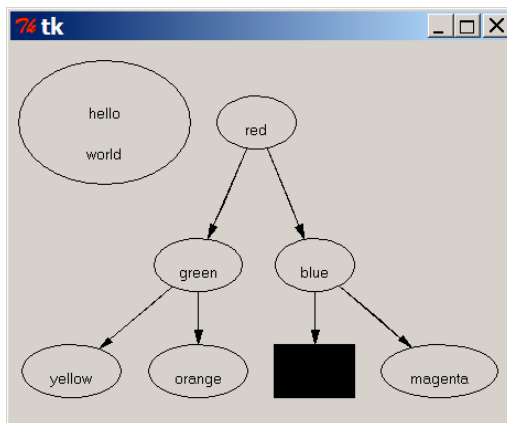 tk
hello
world
red
green
blue
yellow
orange
magenta